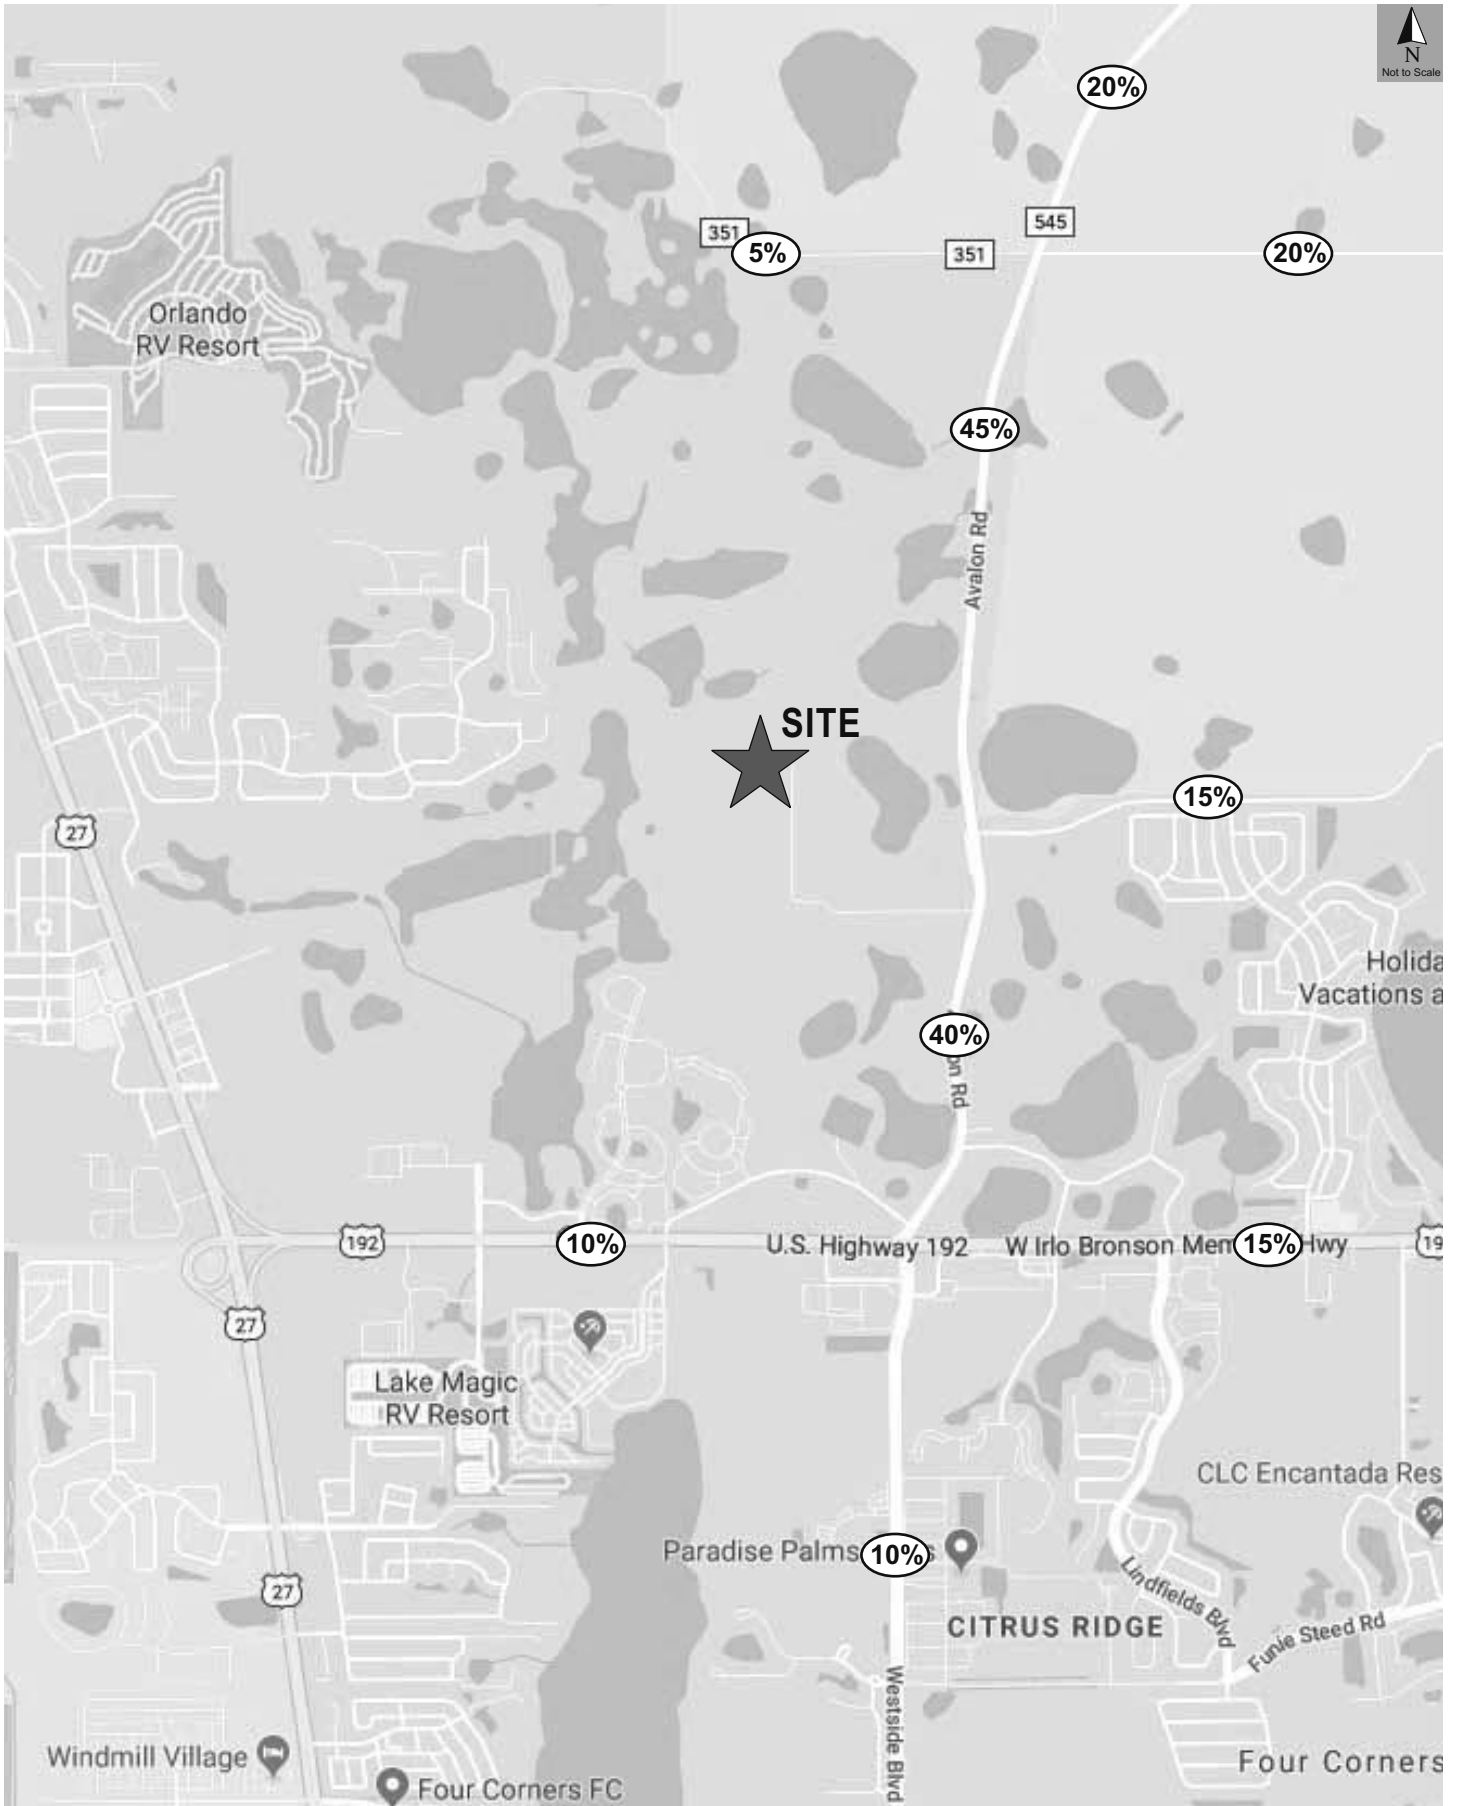 N
Not to Scale
20%
545
351
5%
351
20%
Orlando
RV Resort
45%
Avalon Rd
SITE
15%
27
Holida
Vacations a
40%
on Rd
192
10%
U.S. Highway 192
W Irlo Bronson Mem
15%
Hwy
19
27
Lake Magic
RV Resort
CLC Encantada Res
Paradise Palms
10%
s
27
Lindfields Blvd
CITRUS RIDGE
Funie Steed Rd
Westside Blvd
Windmill Village
Four Corners
Four Corners FC